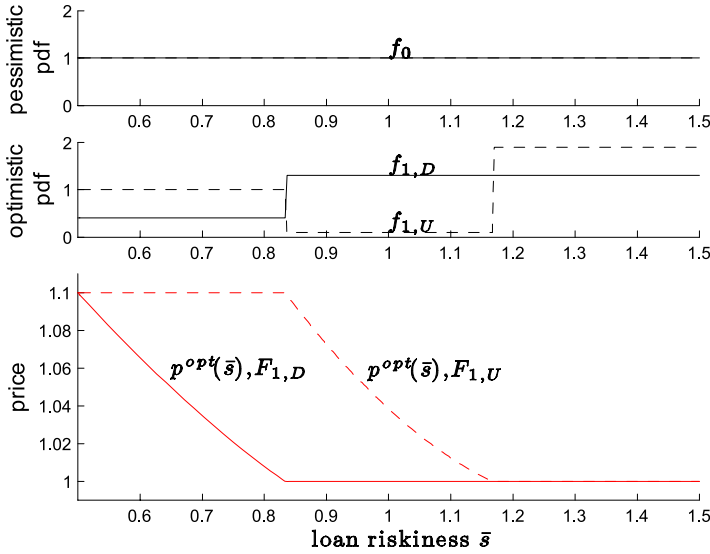 pessimistic
pdf
2
1
0
f₀
0.6 0.7 0.8 0.9 1 1.1 1.2 1.3 1.4 1.5
optimistic
pdf
2
1
0
f₁,D
f₁,U
0.6 0.7 0.8 0.9 1 1.1 1.2 1.3 1.4 1.5
price
1.1
1.08
1.06
1.04
1.02
1
pᵒᵖᵗ(s̄), F₁,D
pᵒᵖᵗ(s̄), F₁,U
0.6 0.7 0.8 0.9 1 1.1 1.2 1.3 1.4 1.5
loan riskiness s̄